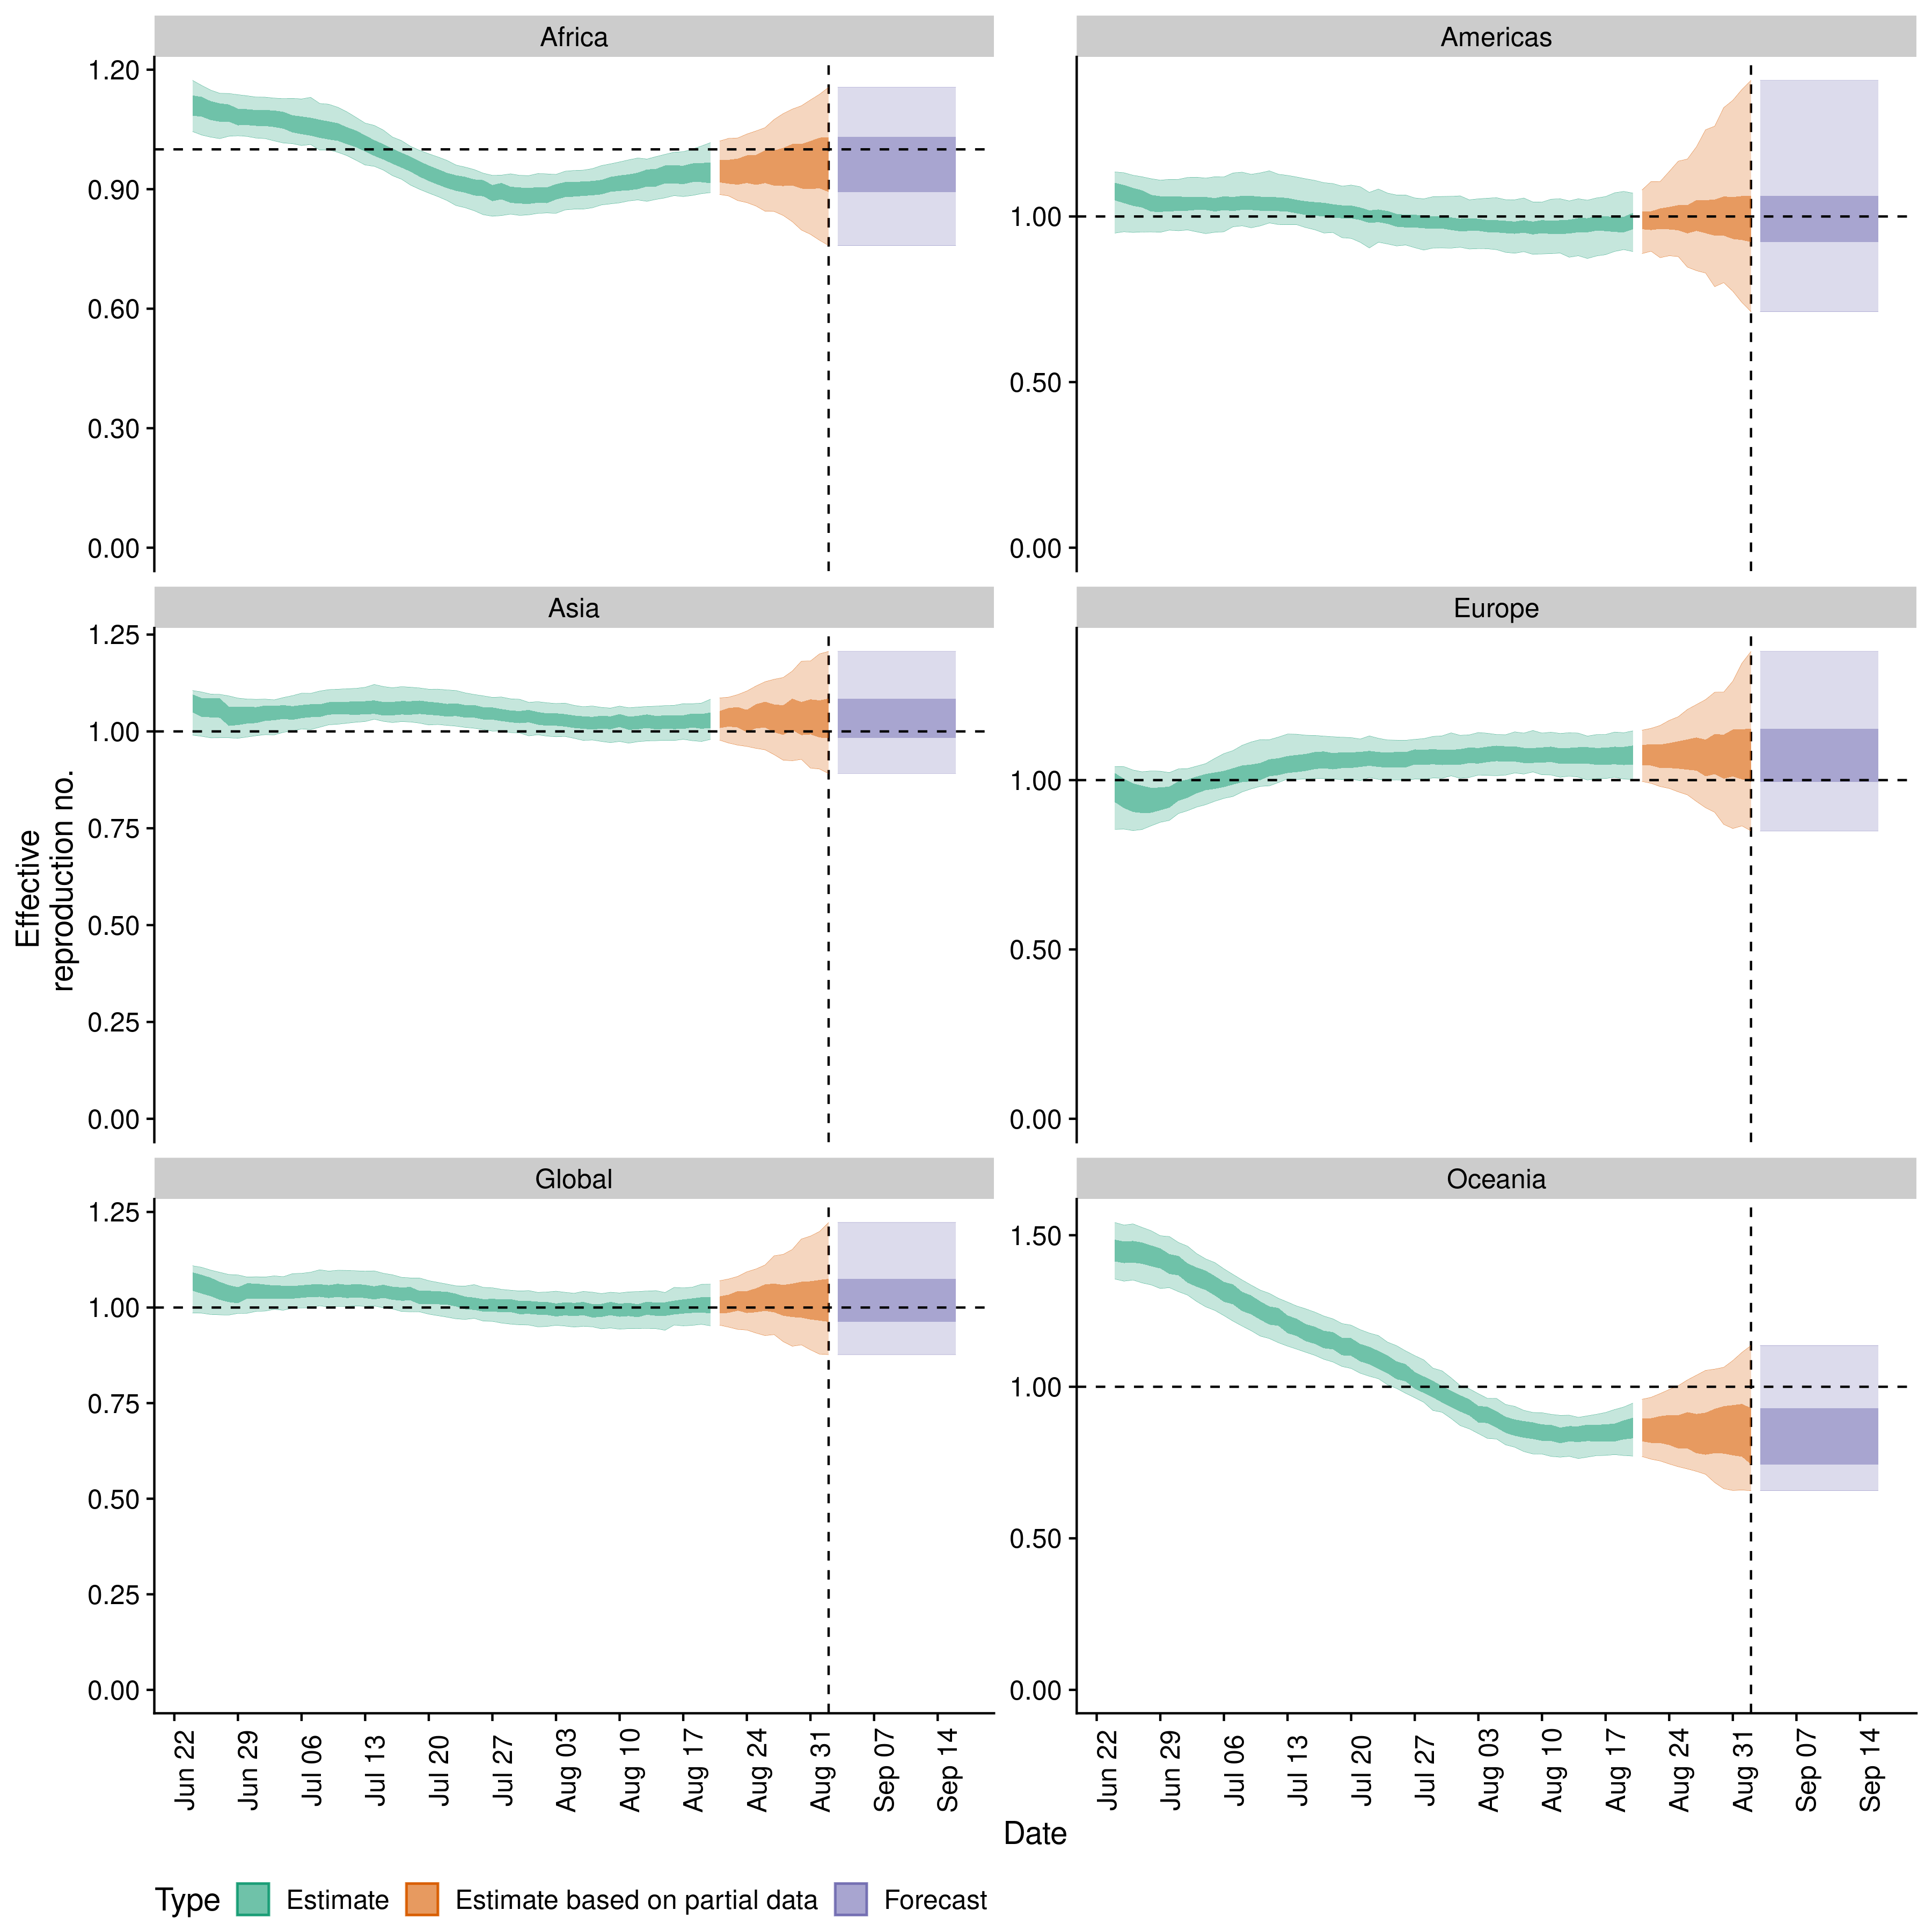 Africa
Americas
1.20
0.90
0.60
0.30
0.00
1.00
0.50
0.00
Asia
Europe
1.25
1.00
0.75
0.50
0.25
0.00
1.00
0.50
0.00
Global
Oceania
1.25
1.00
0.75
0.50
0.25
0.00
1.50
1.00
0.50
0.00
Effective
reproduction no.
Jun 22
Jun 29
Jul 06
Jul 13
Jul 20
Jul 27
Aug 03
Aug 10
Aug 17
Aug 24
Aug 31
Sep 07
Sep 14
Jun 22
Jun 29
Jul 06
Jul 13
Jul 20
Jul 27
Aug 03
Aug 10
Aug 17
Aug 24
Aug 31
Sep 07
Sep 14
Date
Type Estimate Estimate based on partial data Forecast